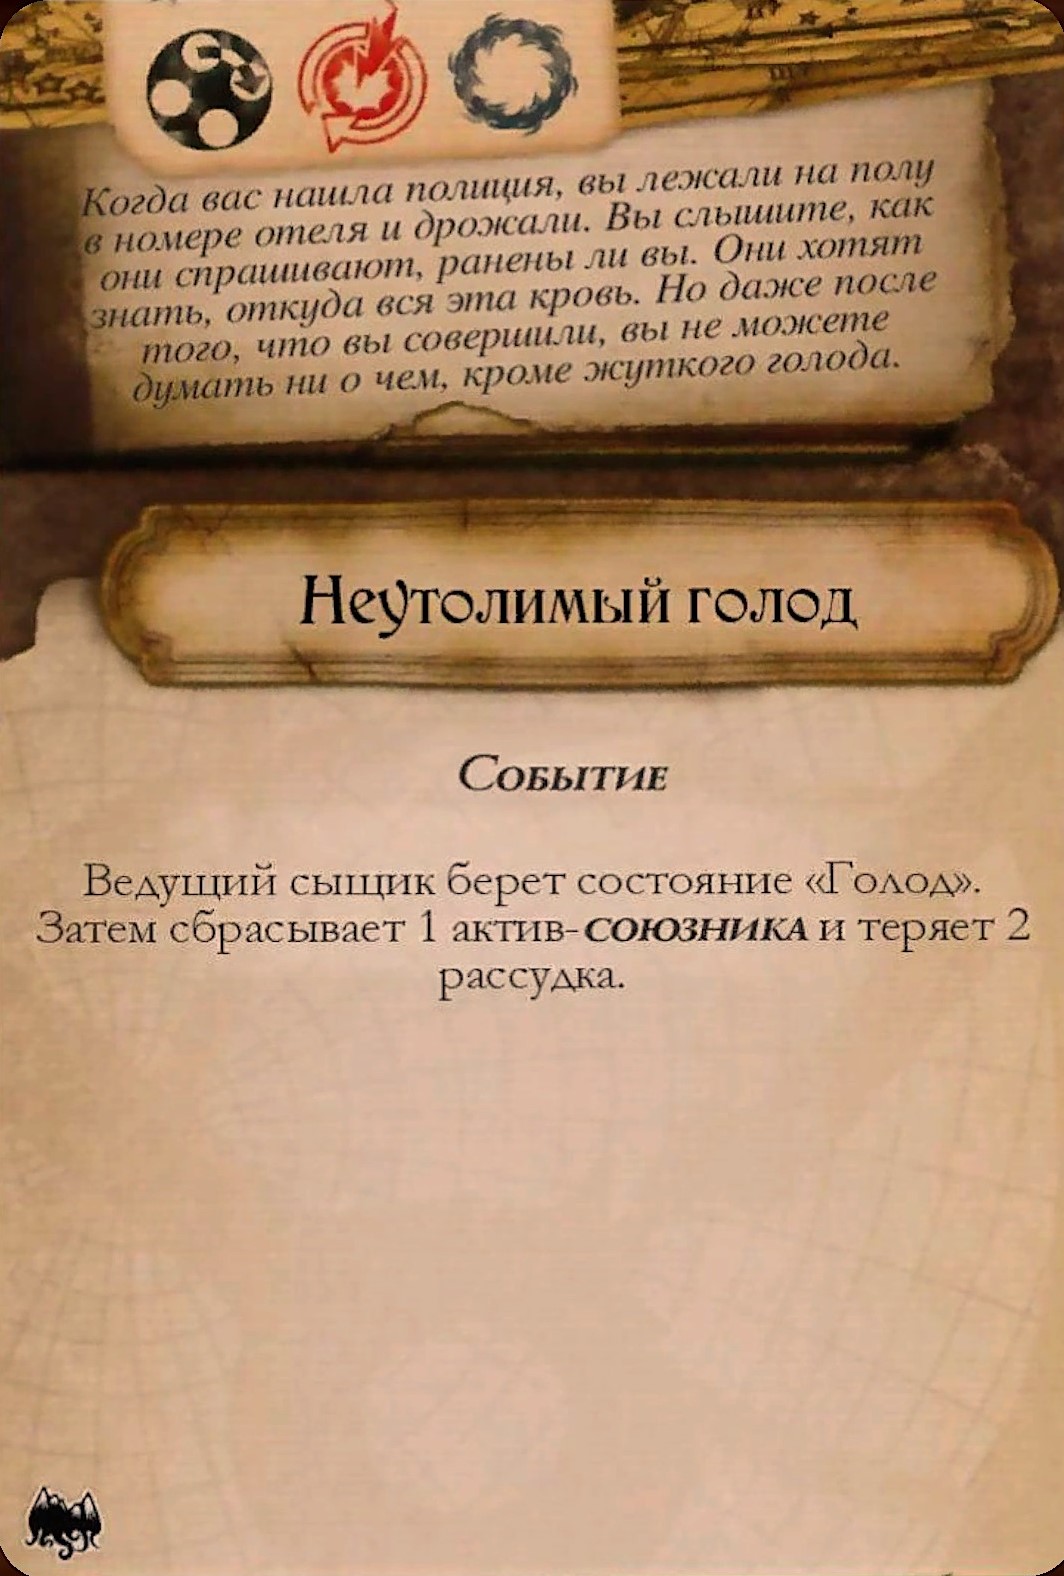 Когда вас нашла полиция, вы лежали на полу
в номере отеля и дрожали. Вы слышите, как
они спрашивают, ранены ли вы. Они хотят
знать, откуда вся эта кровь. Но даже после
того, что вы совершили, вы не можете
думать ни о чем, кроме жуткого голода.
Неутолимый голод
Событие
Ведущий сыщик берет состояние «Голод».
Затем сбрасывает 1 актив-СОЮЗНИКА и теряет 2
рассудка.